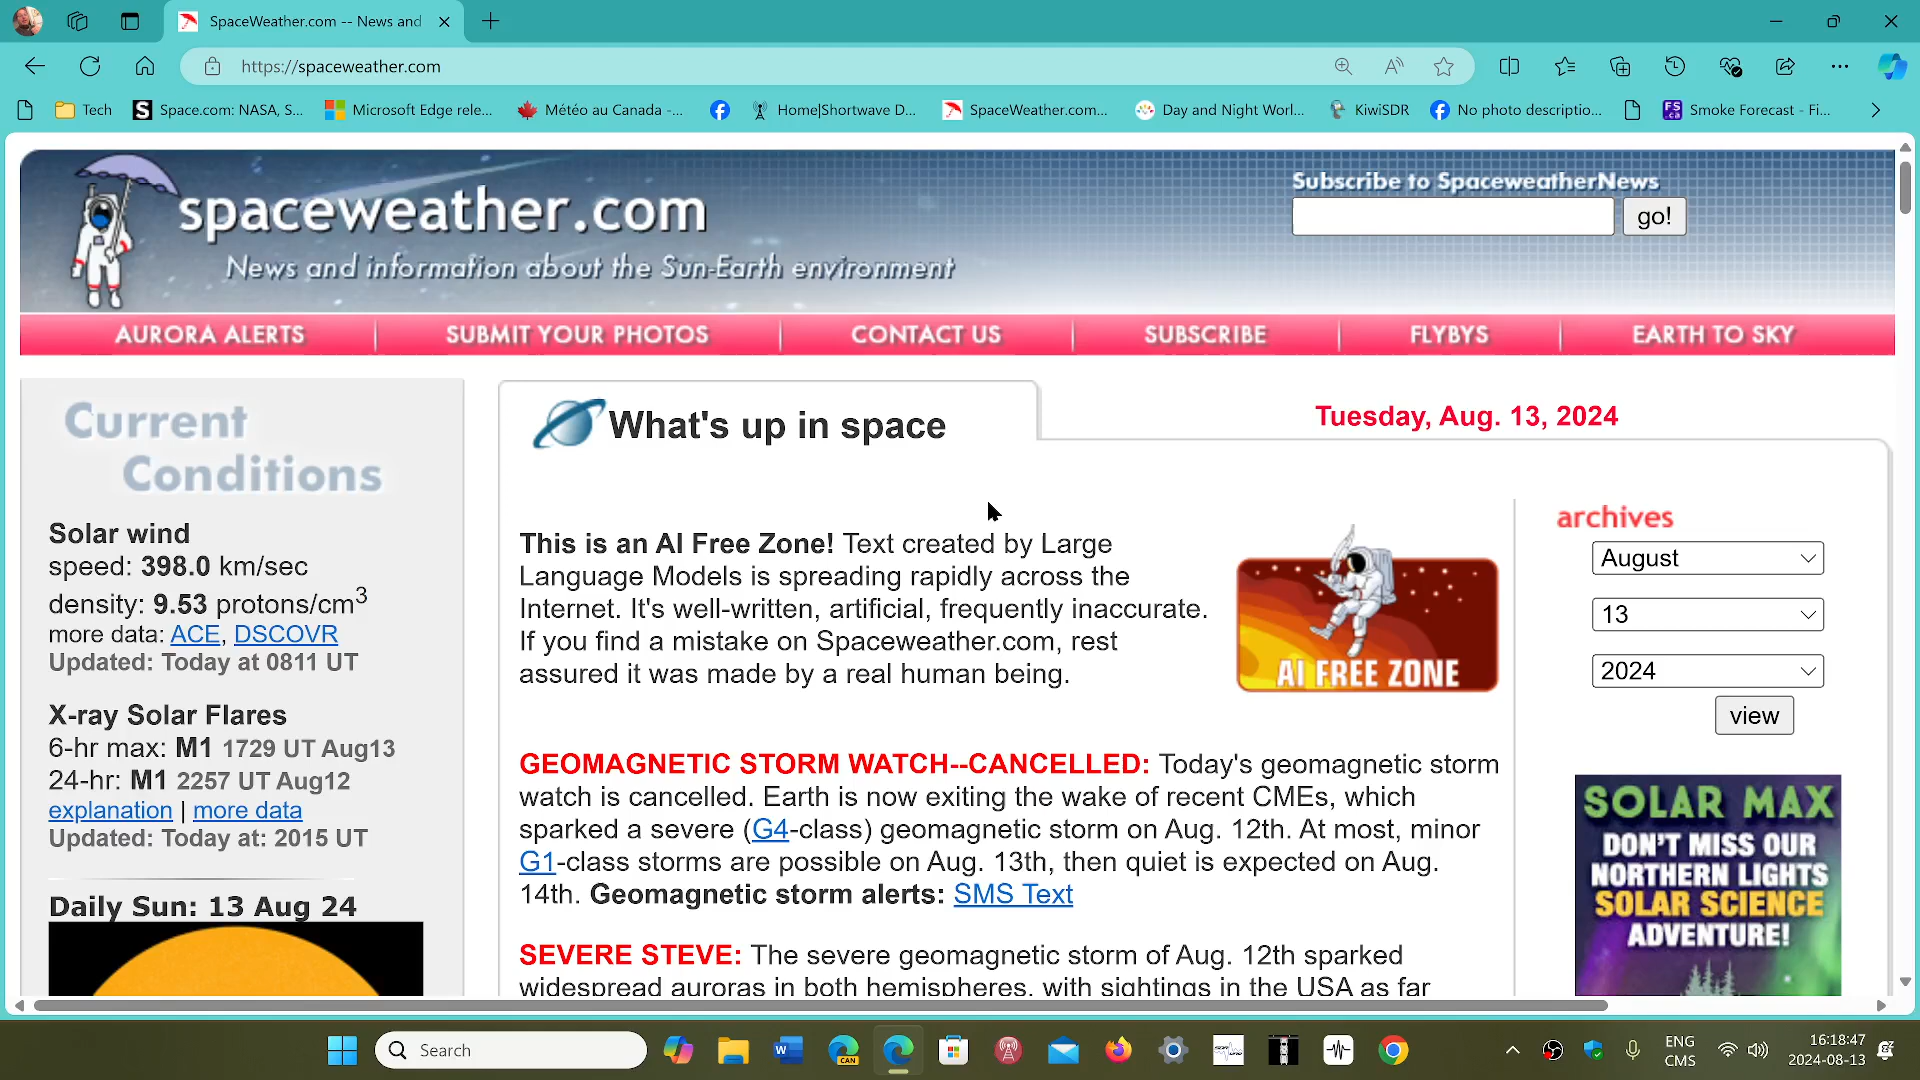 SpaceWeather.com -- News and
https://spaceweather.com
Tech
Space.com: NASA, S...
Microsoft Edge rele...
Météo au Canada -...
Home|Shortwave D...
SpaceWeather.com...
Day and Night Worl...
KiwiSDR
No photo descriptio...
Smoke Forecast - Fi...
spaceweather.com
News and information about the Sun-Earth environment
Subscribe to SpaceweatherNews
go!
AURORA ALERTS
SUBMIT YOUR PHOTOS
CONTACT US
SUBSCRIBE
FLYBYS
EARTH TO SKY
Current
Conditions
Solar wind
speed: 398.0 km/sec
density: 9.53 protons/cm3
more data: ACE, DSCOVR
Updated: Today at 0811 UT
X-ray Solar Flares
6-hr max: M1 1729 UT Aug13
24-hr: M1 2257 UT Aug12
explanation | more data
Updated: Today at: 2015 UT
Daily Sun: 13 Aug 24
What's up in space
Tuesday, Aug. 13, 2024
This is an AI Free Zone! Text created by Large
Language Models is spreading rapidly across the
Internet. It's well-written, artificial, frequently inaccurate.
If you find a mistake on Spaceweather.com, rest
assured it was made by a real human being.
AI FREE ZONE
GEOMAGNETIC STORM WATCH--CANCELLED: Today's geomagnetic storm
watch is cancelled. Earth is now exiting the wake of recent CMEs, which
sparked a severe (G4-class) geomagnetic storm on Aug. 12th. At most, minor
G1-class storms are possible on Aug. 13th, then quiet is expected on Aug.
14th. Geomagnetic storm alerts: SMS Text
SEVERE STEVE: The severe geomagnetic storm of Aug. 12th sparked
widespread auroras in both hemispheres, with sightings in the USA as far
archives
August
13
2024
view
SOLAR MAX
DON'T MISS OUR
NORTHERN LIGHTS
SOLAR SCIENCE
ADVENTURE!
Search
CAN
ENG
CMS
16:18:47
2024-08-13